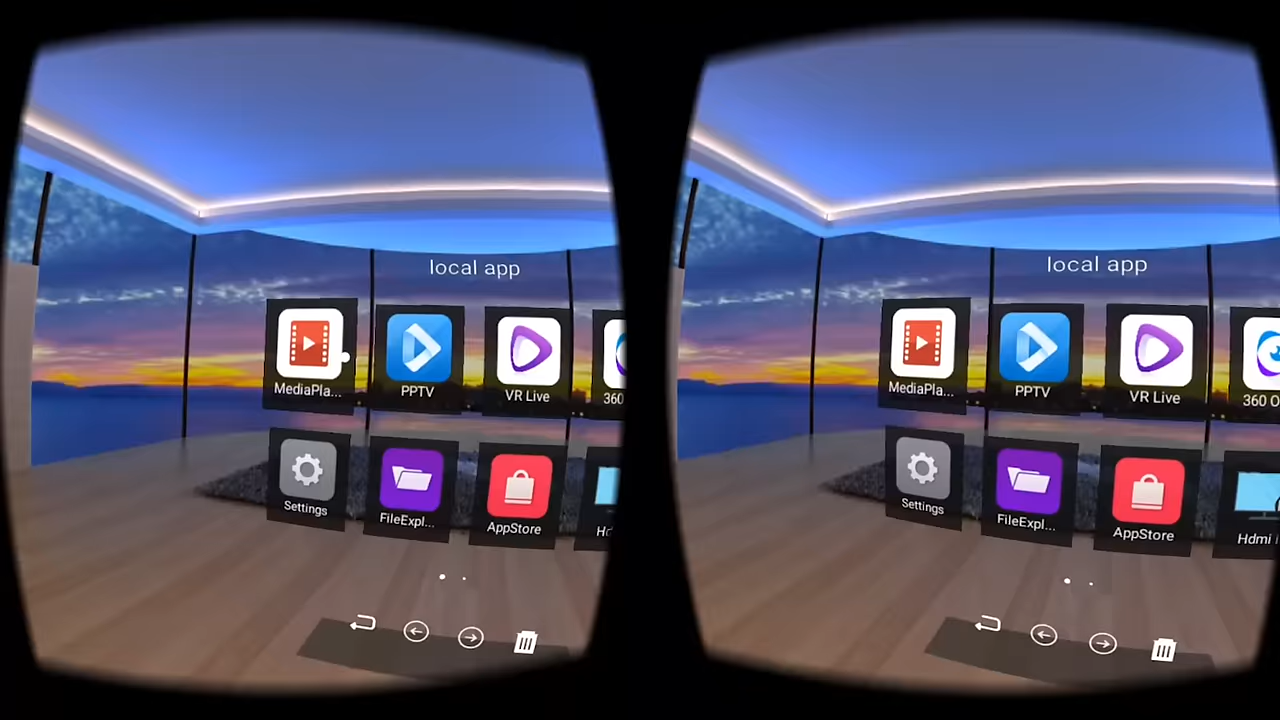 local app
local app
MediaPla...
PPTV
VR Live
360
MediaPla...
PPTV
VR Live
360 O
Settings
FileExpl...
AppStore
Hd
Settings
FileExpl...
AppStore
Hdmi i